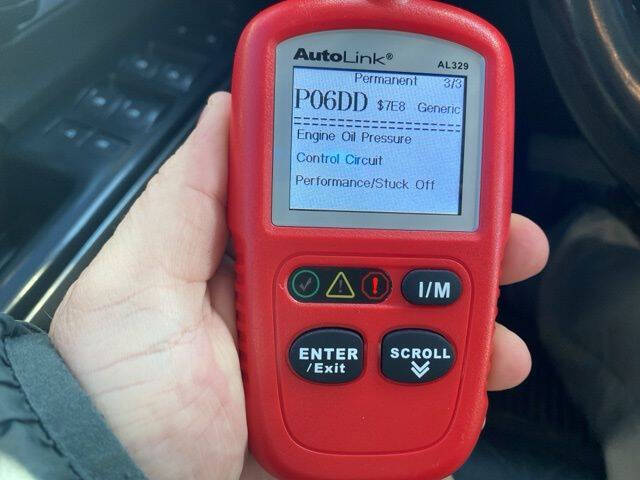 AutoLink®
AL329
Permanent 3/3
P06DD $7E8 Generic
Engine Oil Pressure
Control Circuit
Performance/Stuck Off
I/M
ENTER
/Exit
SCROLL